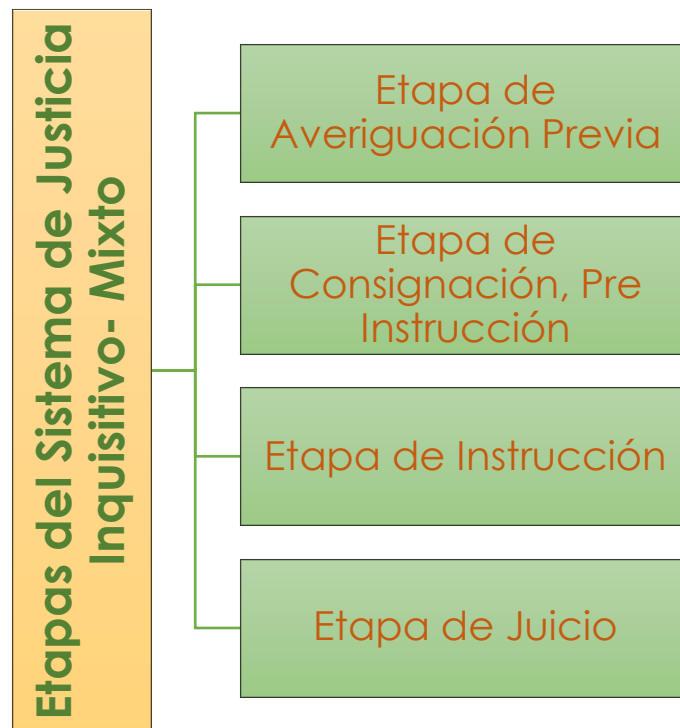 Etapas del Sistema de Justicia
Inquisitivo- Mixto
Etapa de
Averiguación Previa
Etapa de
Consignación, Pre
Instrucción
Etapa de Instrucción
Etapa de Juicio